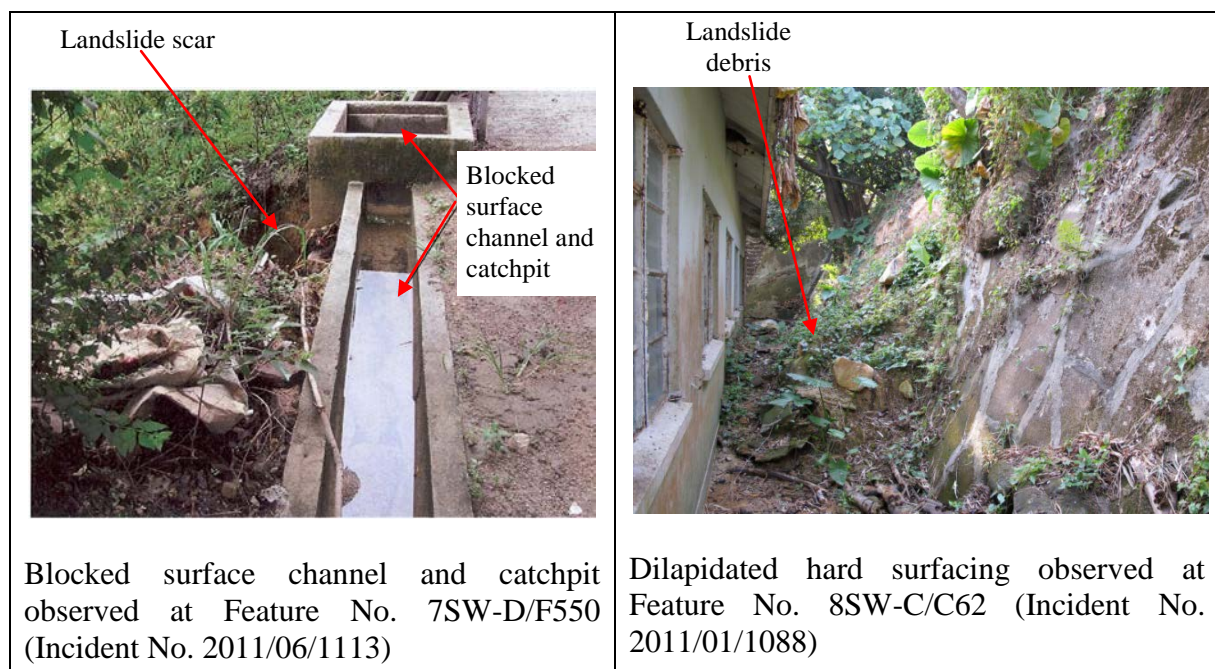 Landslide scar
Blocked
surface
channel and
catchpit
Blocked surface channel and catchpit
observed at Feature No. 7SW-D/F550
(Incident No. 2011/06/1113)
Landslide
debris
Dilapidated hard surfacing observed at
Feature No. 8SW-C/C62 (Incident No.
2011/01/1088)